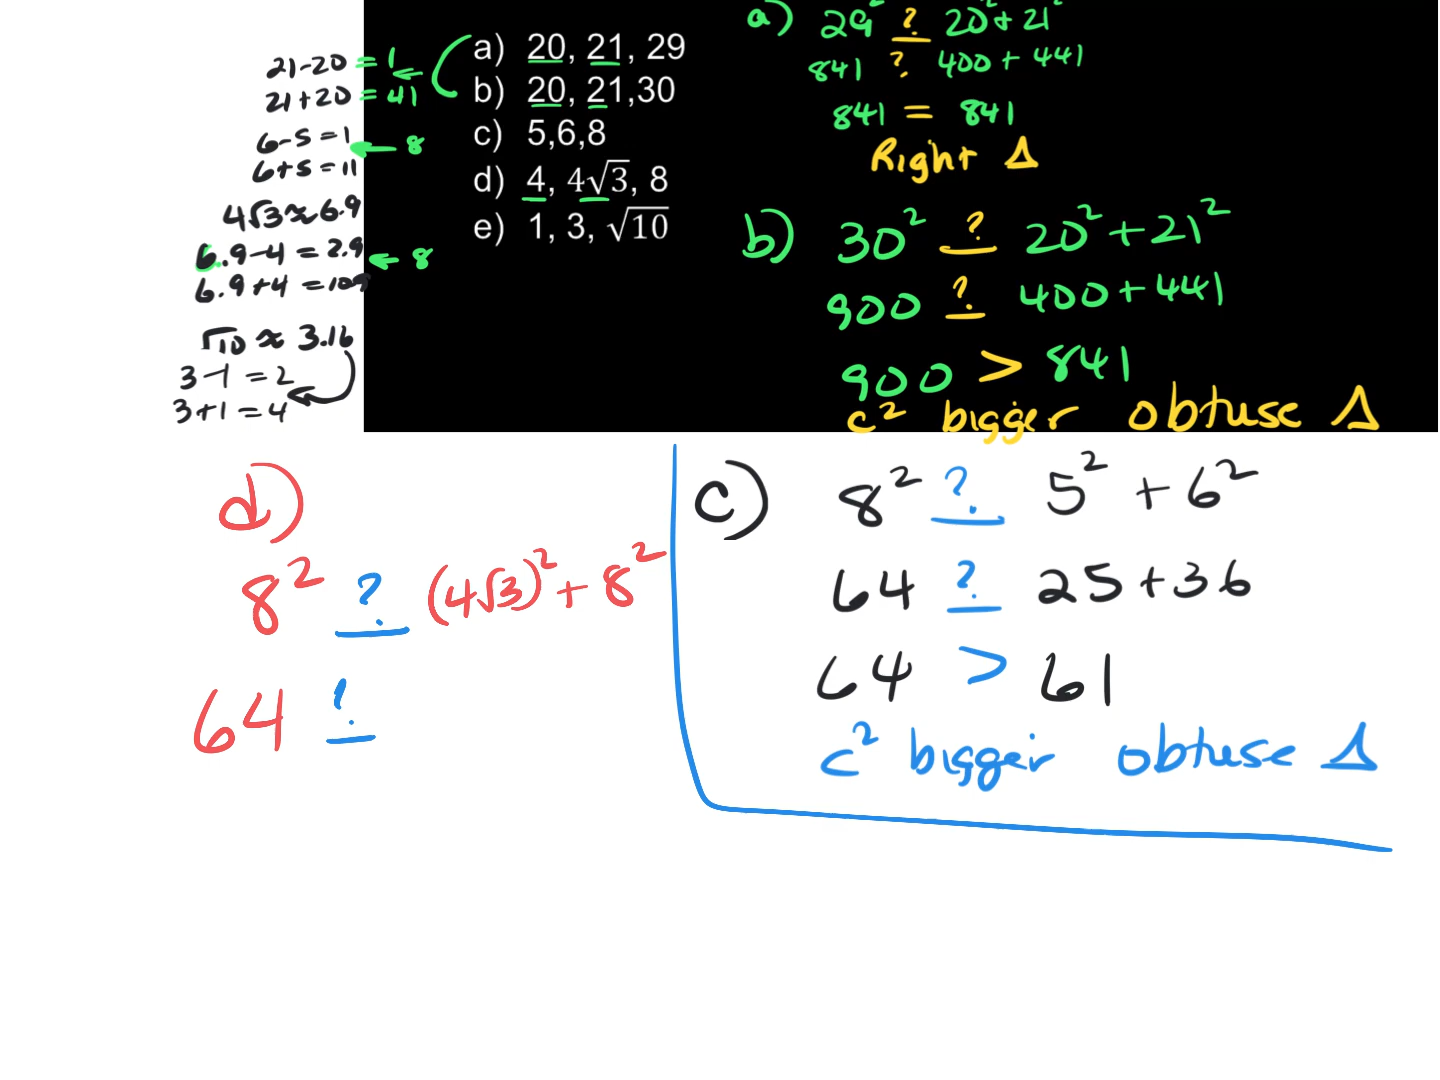 21-20 = 1
21+20 = 41
6-5 = 1
← 8
6+5 = 11
4√3 ≈ 6.9
6.9-4 = 2.9
← 8
6.9+4 = 10.9
√10 ≈ 3.16
3-1 = 2
3+1 = 4
a) 20, 21, 29
b) 20, 21,30
c) 5,6,8
d) 4, 4√3, 8
e) 1, 3, √10
a) 29² ? 20²+21²
841 ? 400+441
841 = 841
Right Δ
b) 30² ? 20²+21²
900 ? 400+441
900 > 841
c² bigger obtuse Δ
d)
8² ? (4√3)²+8²
64 ?
c) 8² ? 5²+6²
64 ? 25+36
64 > 61
c² bigger obtuse Δ